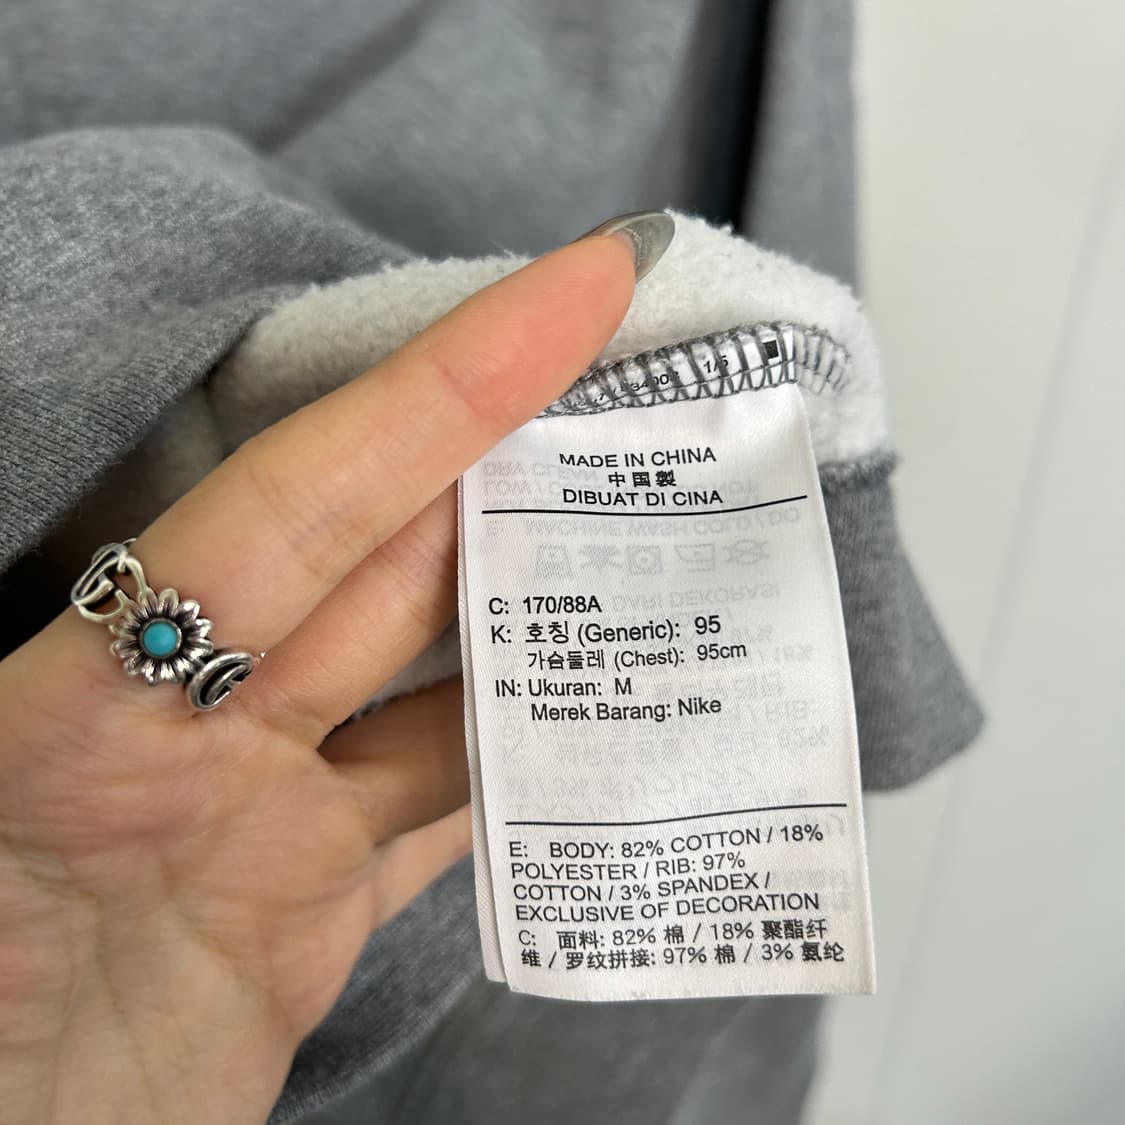 1/5
MADE IN CHINA
中国製
DIBUAT DI CINA
C: 170/88A
K: 호칭 (Generic): 95
가슴둘레 (Chest): 95cm
IN: Ukuran: M
Merek Barang: Nike
E: BODY: 82% COTTON / 18%
POLYESTER / RIB: 97%
COTTON / 3% SPANDEX /
EXCLUSIVE OF DECORATION
C: 面料: 82% 棉 / 18% 聚酯纤
维 / 罗纹拼接: 97% 棉 / 3% 氨纶